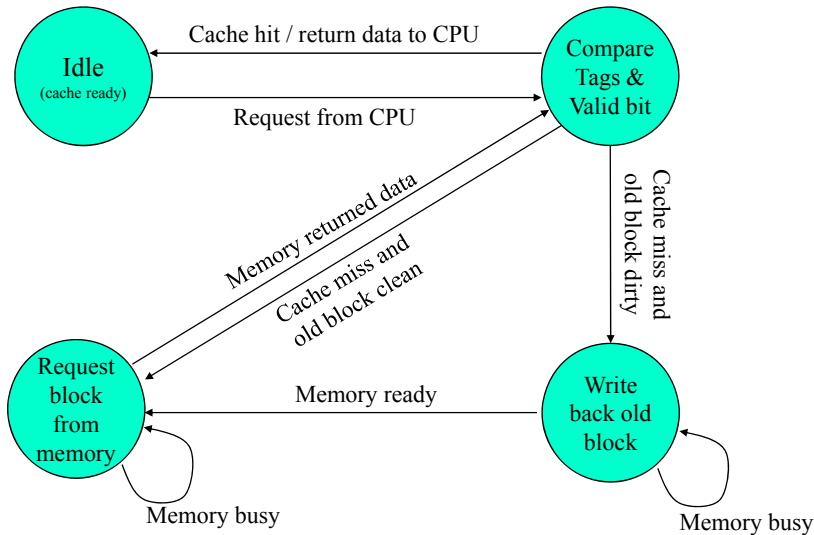 Cache hit / return data to CPU
Idle
(cache ready)
Compare
Tags &
Valid bit
Request from CPU
Memory returned data
Cache miss and
old block clean
Cache miss and
old block dirty
Request
block
from
memory
Memory ready
Write
back old
block
Memory busy
Memory busy